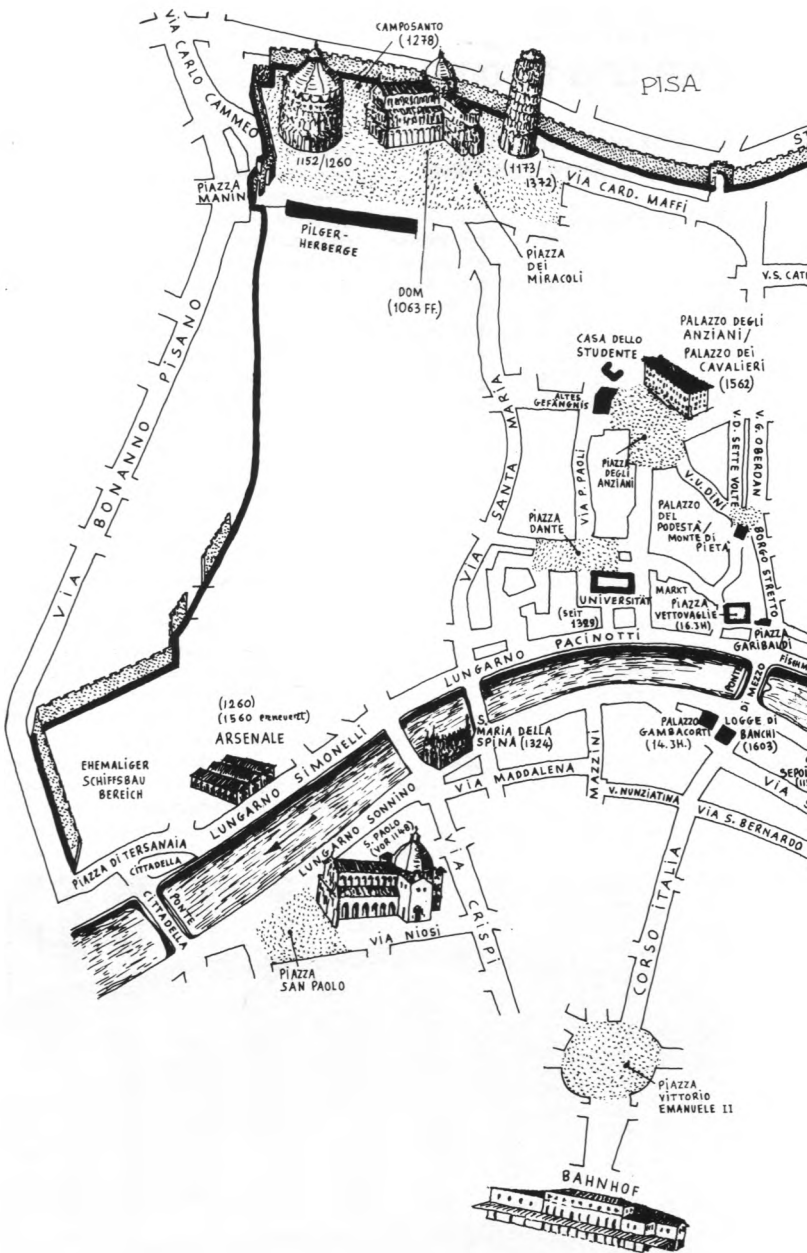 PISA
VIA CARLO CAMMEO
CAMPOSANTO
(1278)
1152/1260
(1173/
1372)
VIA CARD. MAFFI
PIAZZA
MANIN
PILGER-
HERBERGE
PIAZZA
DEI
MIRACOLI
DOM
(1063 FF.)
V.S. CAT
VIA BONANNO PISANO
VIA SANTA MARIA
CASA DELLO
STUDENTE
PALAZZO DEGLI
ANZIANI/
PALAZZO DEI
CAVALIERI
(1562)
ALTES
GEFÄNGNIS
PIAZZA
DEGLI
ANZIANI
VIA P. PAOLI
V.U. DINI
V.D. SETTE VOLTE
V.G. OBERDAN
PALAZZO
DEL
PODESTÀ/
MONTE DI
PIETÀ
BORGO STRETTO
PIAZZA
DANTE
UNIVERSITÄT
(SEIT
1329)
MARKT
PIAZZA
VETTOVAGLIE
(16.JH.)
PIAZZA
GARIBALDI
LUNGARNO PACINOTTI
PONTE
DI MEZZO
(1260)
(1560 erneuert)
ARSENALE
EHEMALIGER
SCHIFFSBAU
BEREICH
LUNGARNO SIMONELLI
S.
MARIA DELLA
SPINA (1324)
PALAZZO
GAMBACORTI
(14.JH.)
LOGGE DI
BANCHI
(1603)
VIA MADDALENA
MAZZINI
V. NUNZIATINA
VIA S. BERNARDO
PIAZZA DI TERSANAIA
CITTADELLA
PONTE
CITTADELLA
LUNGARNO SONNINO
S. PAOLO
(VOR 1148)
VIA CRISPI
VIA NIOSI
PIAZZA
SAN PAOLO
CORSO ITALIA
PIAZZA
VITTORIO
EMANUELE II
BAHNHOF